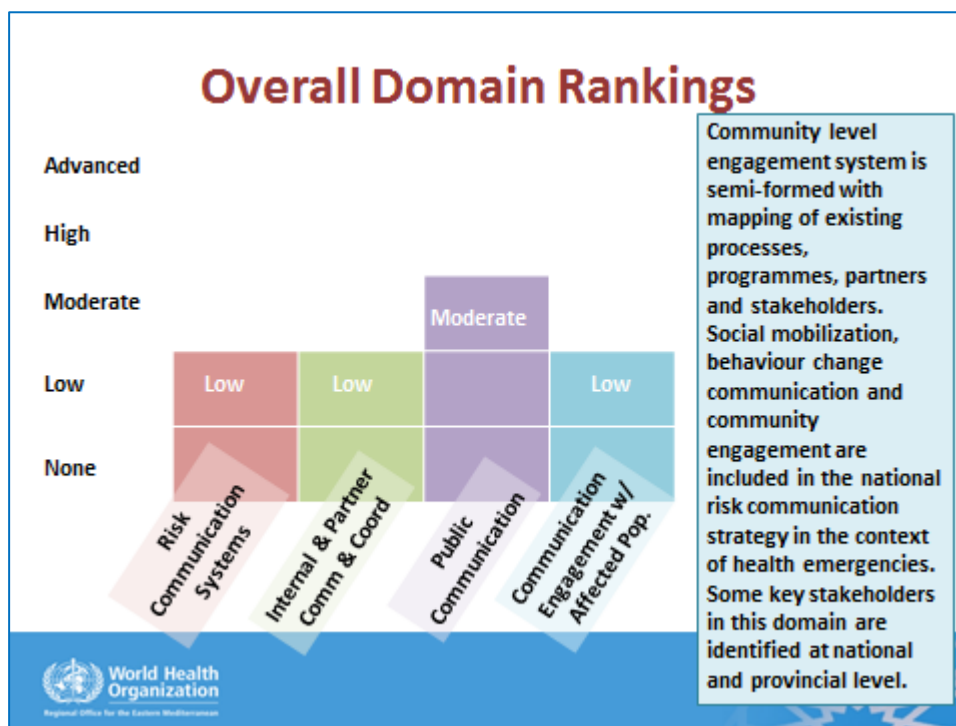 Overall Domain Rankings
Advanced
High
Moderate
Low
None
Moderate
Low
Low
Low
Risk
Communication
Systems
Internal & Partner
Comm & Coord
Public
Communication
Communication
Engagement w/
Affected Pop.
Community level
engagement system is
semi-formed with
mapping of existing
processes,
programmes, partners
and stakeholders.
Social mobilization,
behaviour change
communication and
community
engagement are
included in the national
risk communication
strategy in the context
of health emergencies.
Some key stakeholders
in this domain are
identified at national
and provincial level.
World Health
Organization
Regional Office for the Eastern Mediterranean